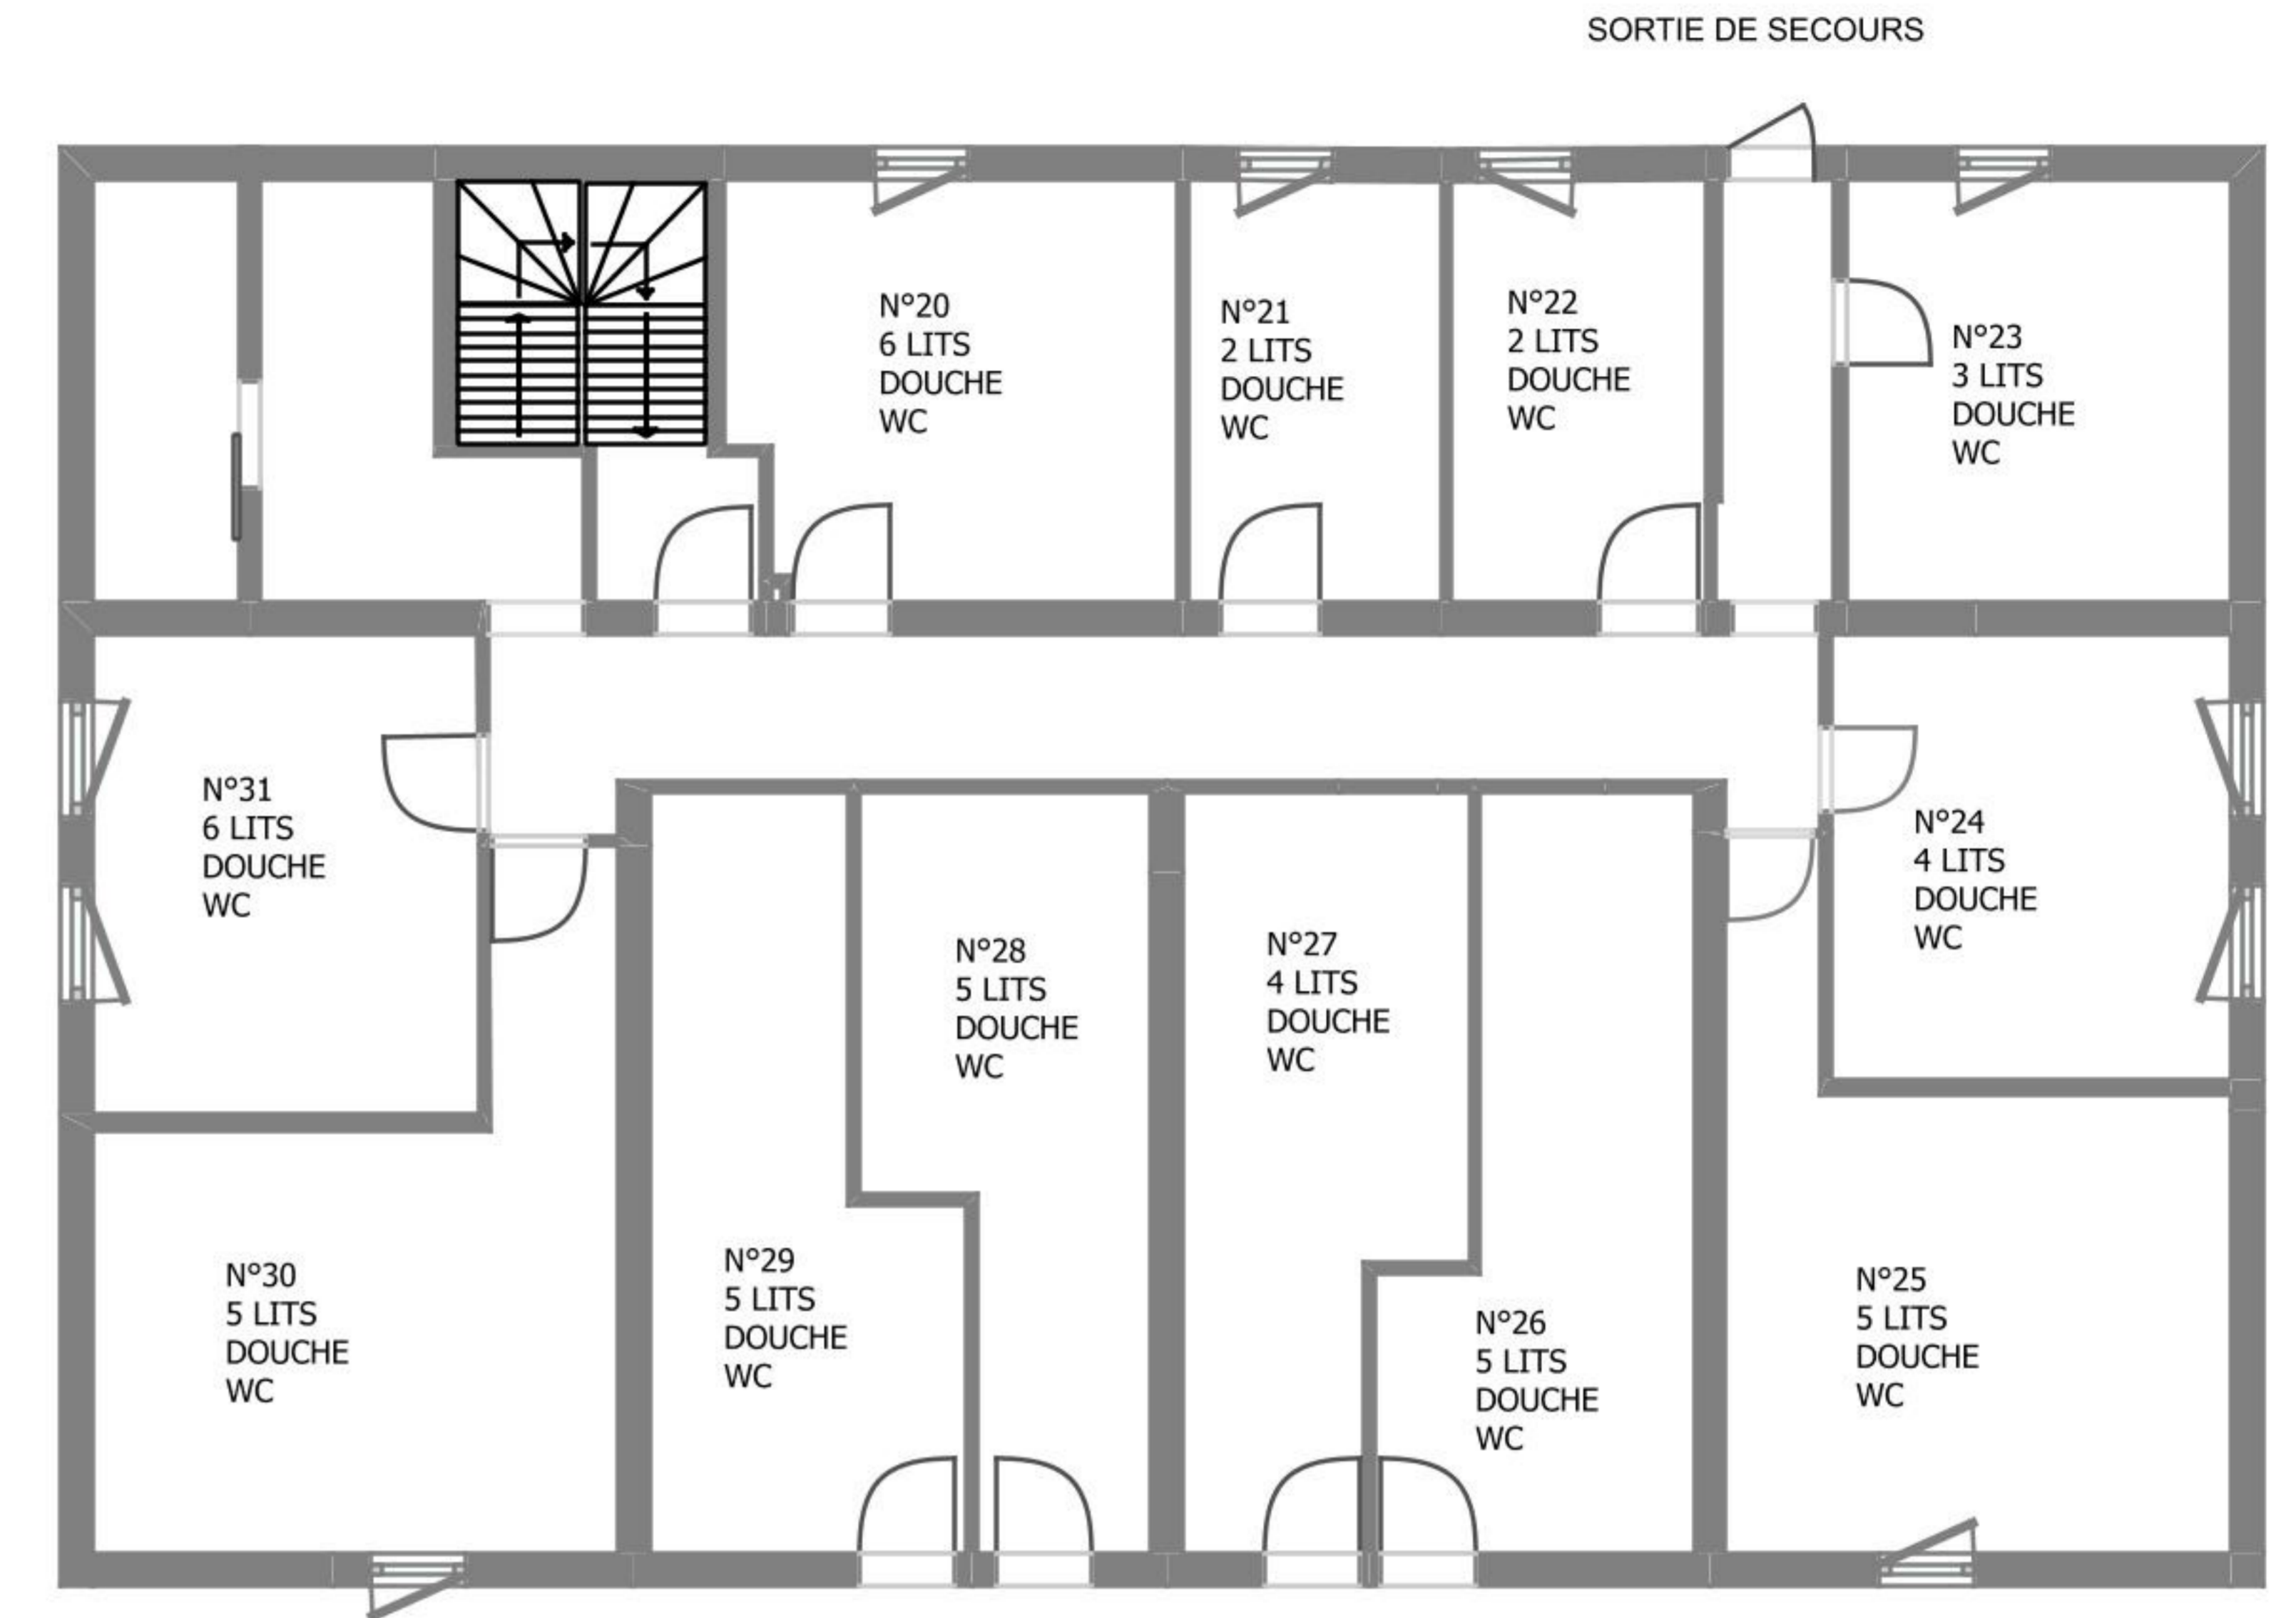 SORTIE DE SECOURS
N°20
6 LITS
DOUCHE
WC
N°21
2 LITS
DOUCHE
WC
N°22
2 LITS
DOUCHE
WC
N°23
3 LITS
DOUCHE
WC
N°31
6 LITS
DOUCHE
WC
N°28
5 LITS
DOUCHE
WC
N°27
4 LITS
DOUCHE
WC
N°24
4 LITS
DOUCHE
WC
N°30
5 LITS
DOUCHE
WC
N°29
5 LITS
DOUCHE
WC
N°26
5 LITS
DOUCHE
WC
N°25
5 LITS
DOUCHE
WC